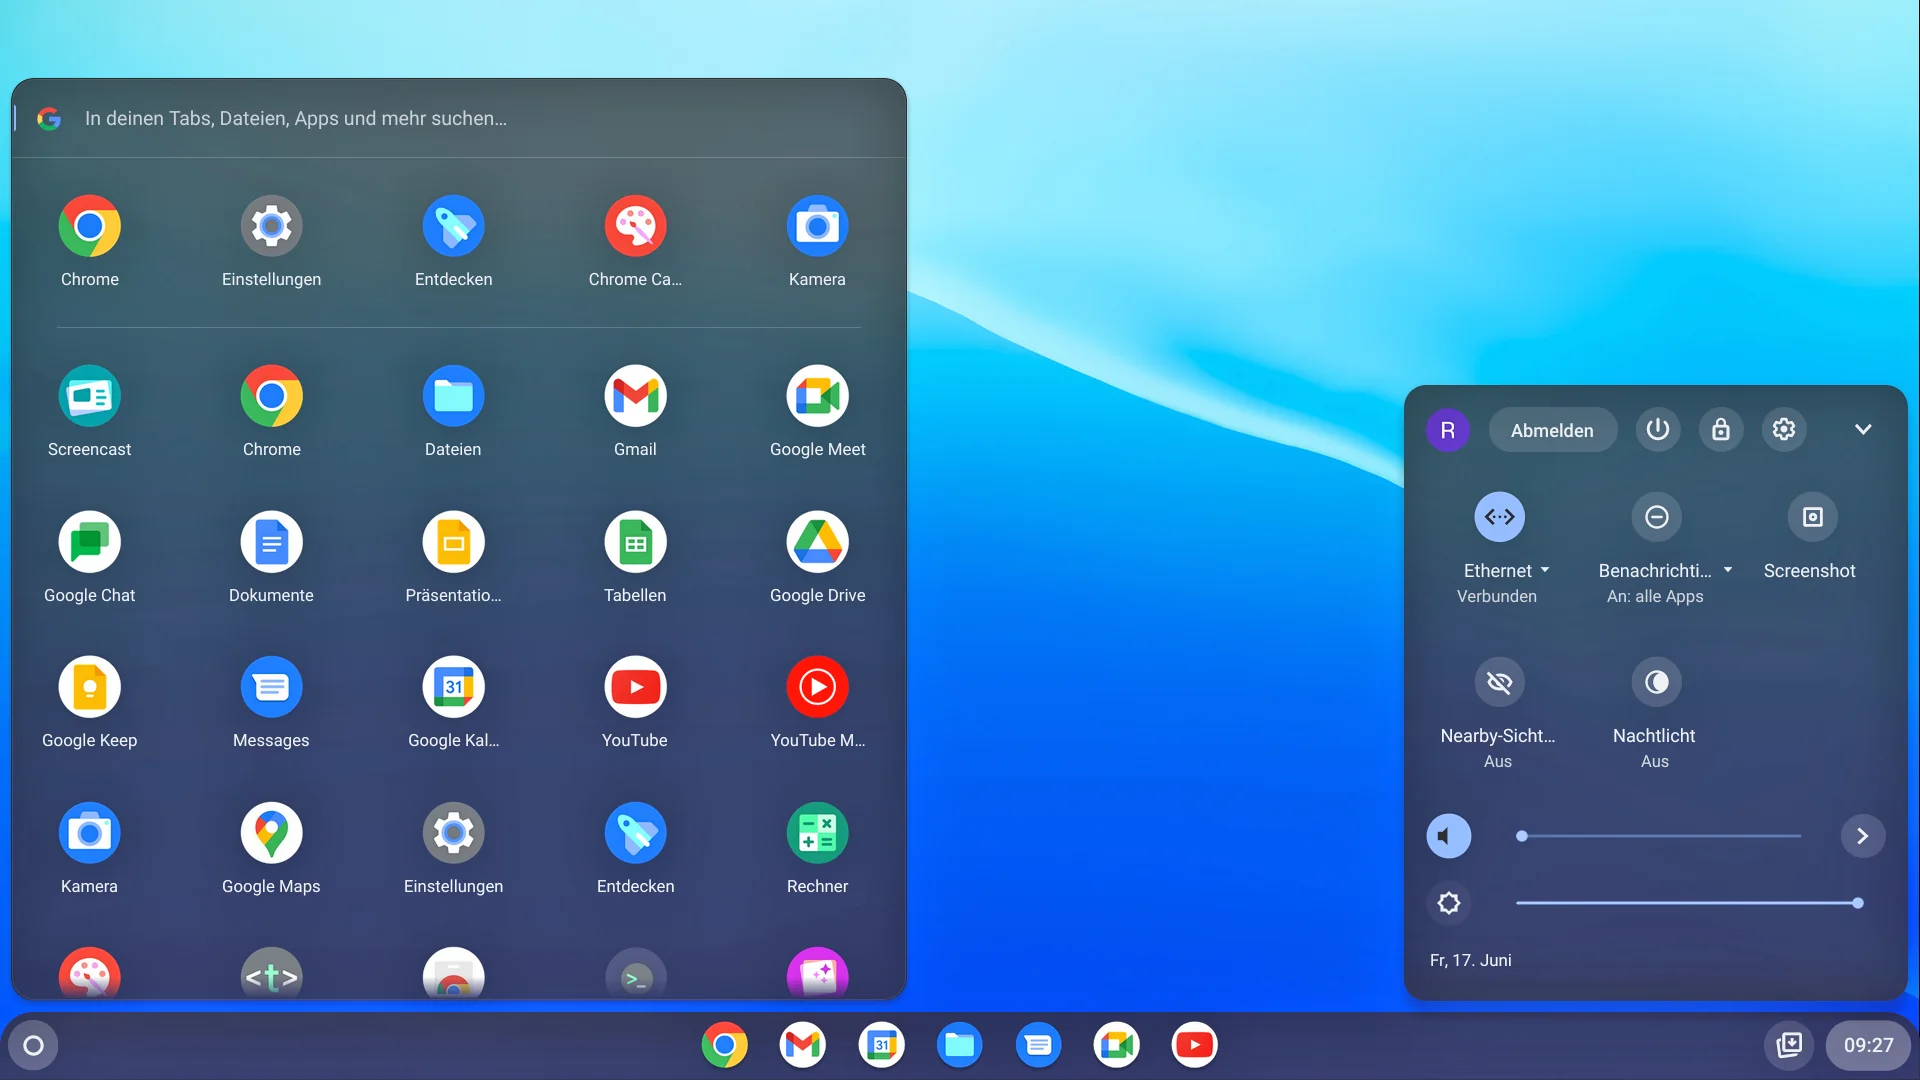 In deinen Tabs, Dateien, Apps und mehr suchen...
Chrome
Einstellungen
Entdecken
Chrome Ca...
Kamera
Screencast
Chrome
Dateien
Gmail
Google Meet
Google Chat
Dokumente
Präsentatio...
Tabellen
Google Drive
31
Google Keep
Messages
Google Kal...
YouTube
YouTube M...
Kamera
Google Maps
Einstellungen
Entdecken
Rechner
<t>
>_
R
Abmelden
Ethernet
Verbunden
Benachrichti...
An: alle Apps
Screenshot
Nearby-Sicht...
Aus
Nachtlicht
Aus
Fr, 17. Juni
31
09:27